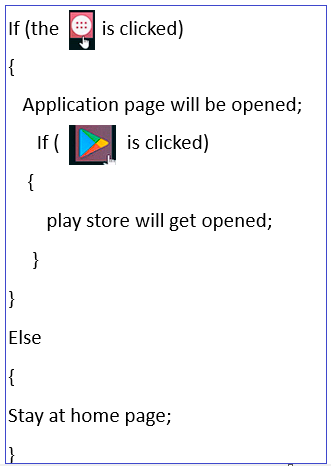 If (the is clicked)
{
Application page will be opened;
If ( is clicked)
{
play store will get opened;
}
}
Else
{
Stay at home page;
}